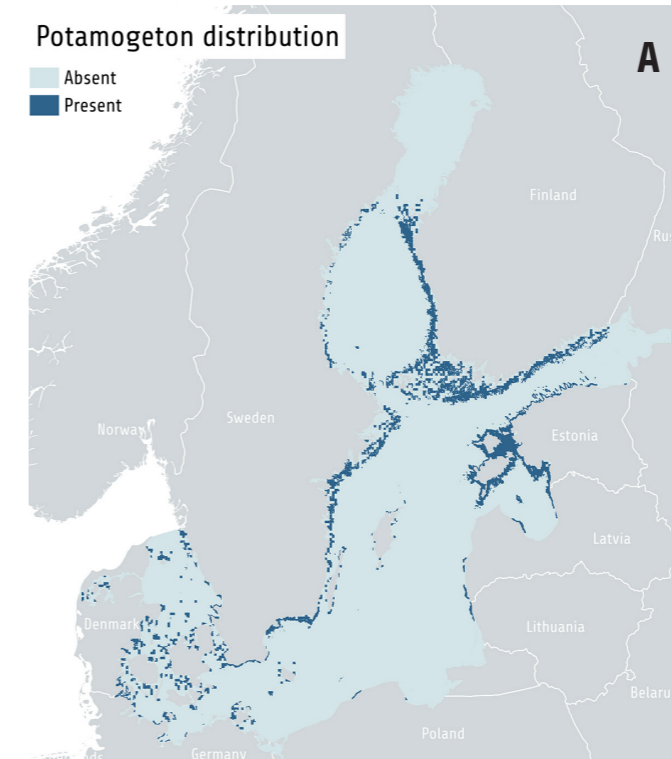 Potamogeton distribution
A
Absent
Present
Finland
Norway
Sweden
Estonia
Latvia
Denmark
Lithuania
Poland
Germany